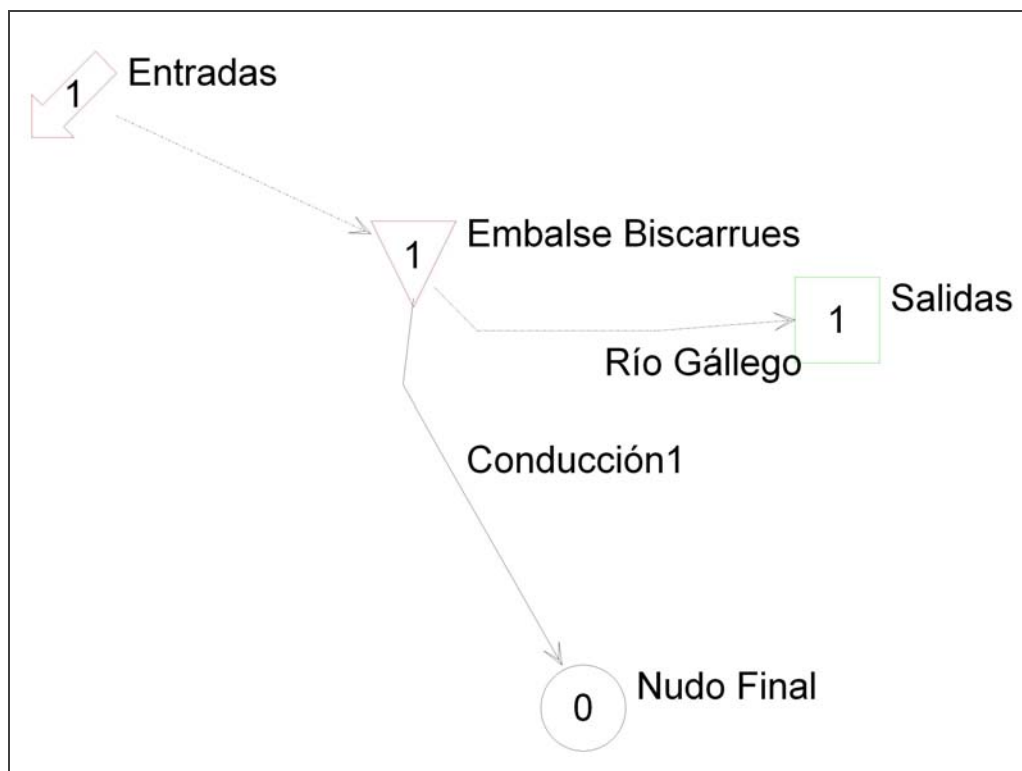 1 Entradas
1 Embalse Biscarrues
1 Salidas
Río Gállego
Conducción1
0 Nudo Final